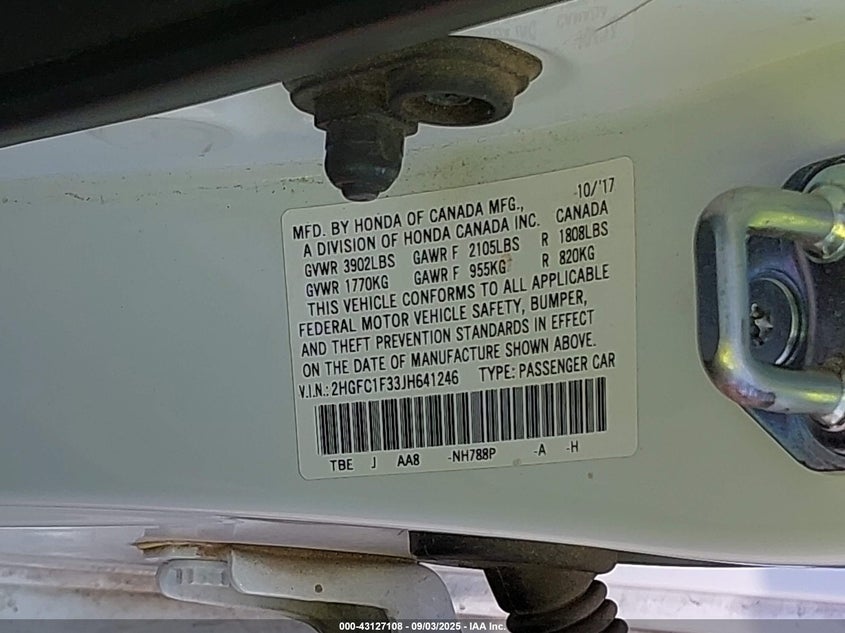 10/'17
MFD. BY HONDA OF CANADA MFG.,
A DIVISION OF HONDA CANADA INC. CANADA
GVWR 3902LBS GAWR F 2105LBS R 1808LBS
GVWR 1770KG GAWR F 955KG R 820KG
THIS VEHICLE CONFORMS TO ALL APPLICABLE
FEDERAL MOTOR VEHICLE SAFETY, BUMPER,
AND THEFT PREVENTION STANDARDS IN EFFECT
ON THE DATE OF MANUFACTURE SHOWN ABOVE.
V.I.N.: 2HGFC1F33JH641246 TYPE: PASSENGER CAR
TBE J AA8 -NH788P -A -H
000-43127108 - 09/03/2025 - IAA Inc.